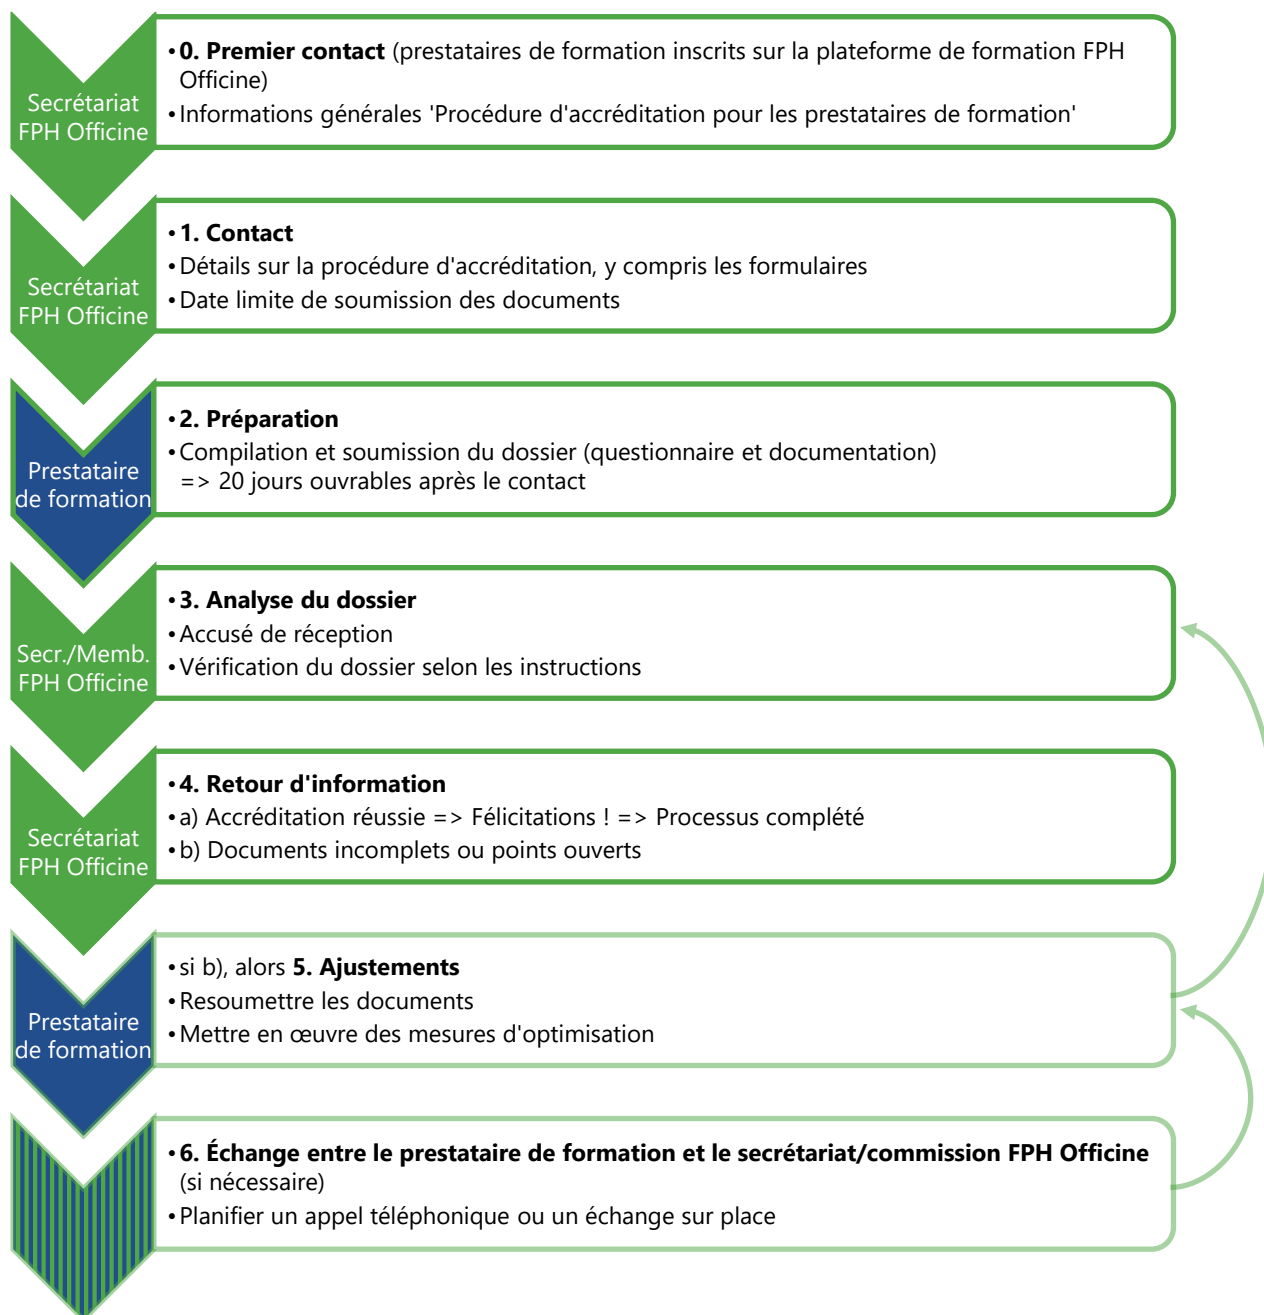 Secrétariat
FPH Officine
•0. Premier contact (prestataires de formation inscrits sur la plateforme de formation FPH
Officine)
•Informations générales 'Procédure d'accréditation pour les prestataires de formation'
Secrétariat
FPH Officine
•1. Contact
•Détails sur la procédure d'accréditation, y compris les formulaires
•Date limite de soumission des documents
Prestataire
de formation
•2. Préparation
•Compilation et soumission du dossier (questionnaire et documentation)
=> 20 jours ouvrables après le contact
Secr./Memb.
FPH Officine
•3. Analyse du dossier
•Accusé de réception
•Vérification du dossier selon les instructions
Secrétariat
FPH Officine
•4. Retour d'information
•a) Accréditation réussie => Félicitations ! => Processus complété
•b) Documents incomplets ou points ouverts
Prestataire
de formation
•si b), alors 5. Ajustements
•Resoumettre les documents
•Mettre en œuvre des mesures d'optimisation
•6. Échange entre le prestataire de formation et le secrétariat/commission FPH Officine
(si nécessaire)
•Planifier un appel téléphonique ou un échange sur place